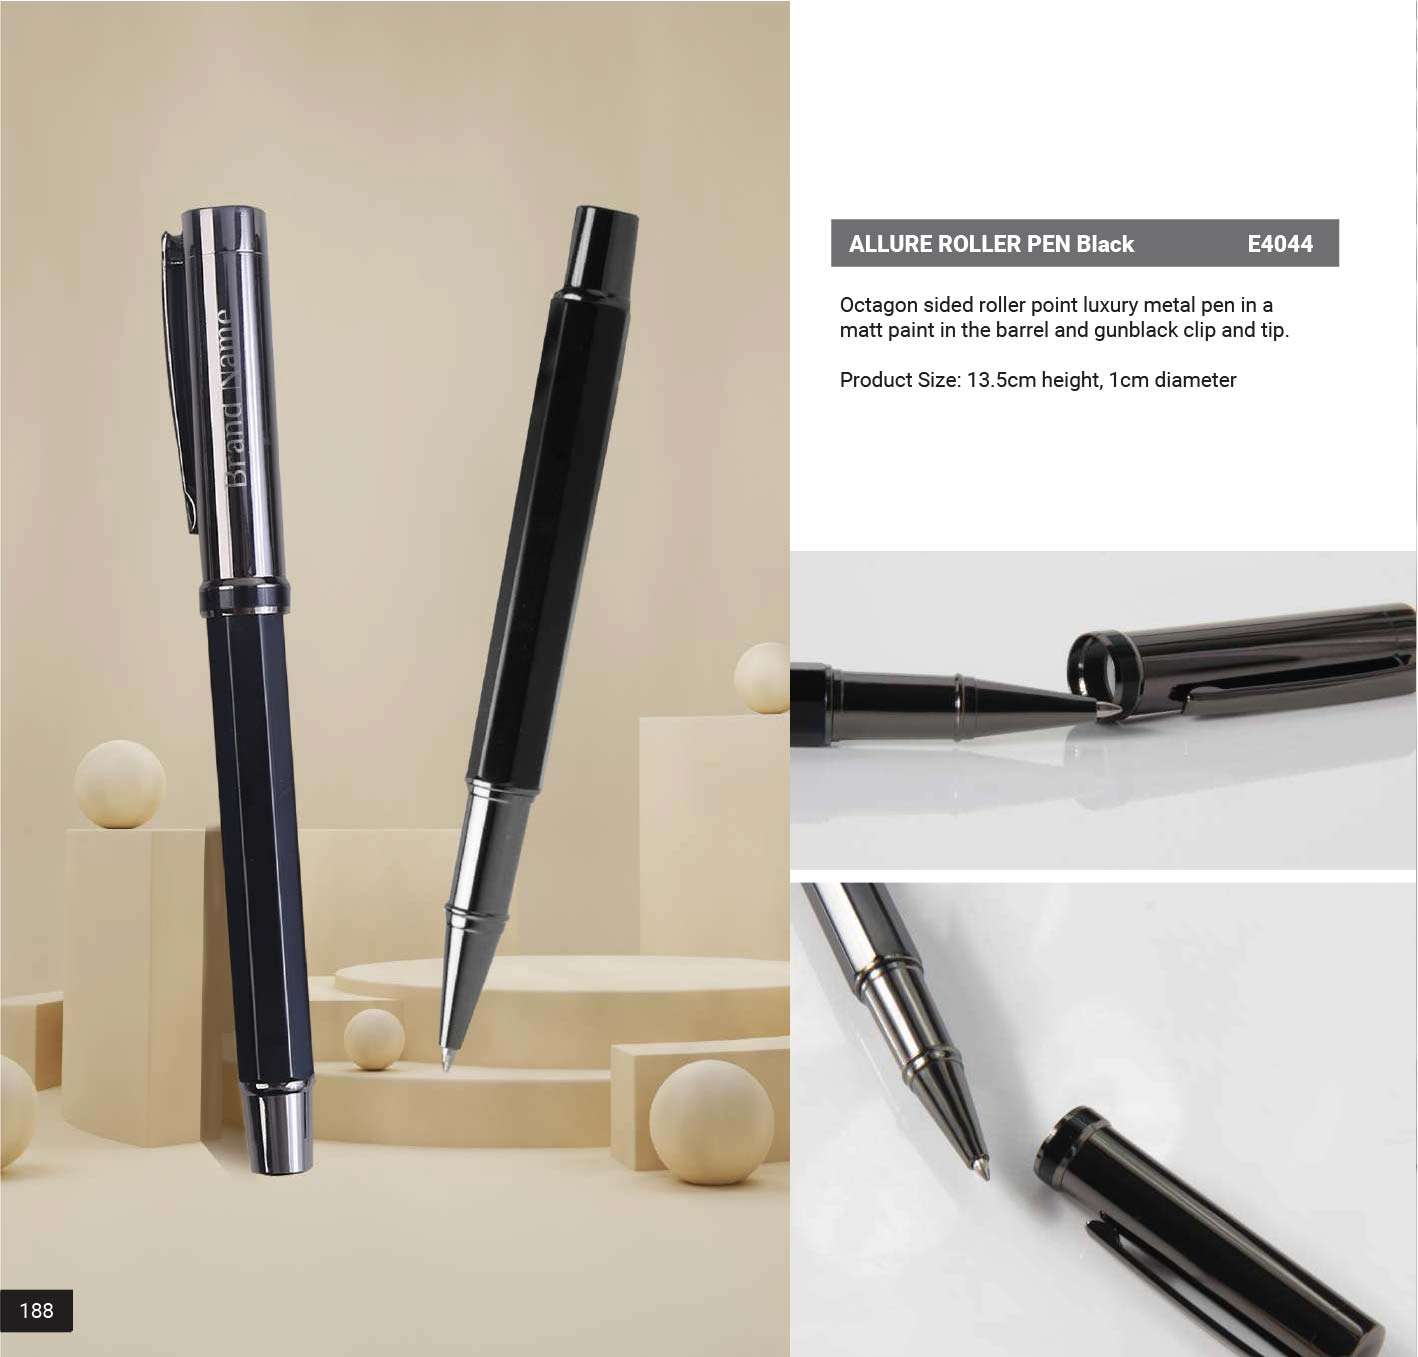 Brand Name
ALLURE ROLLER PEN Black E4044
Octagon sided roller point luxury metal pen in a
matt paint in the barrel and gunblack clip and tip.
Product Size: 13.5cm height, 1cm diameter
188